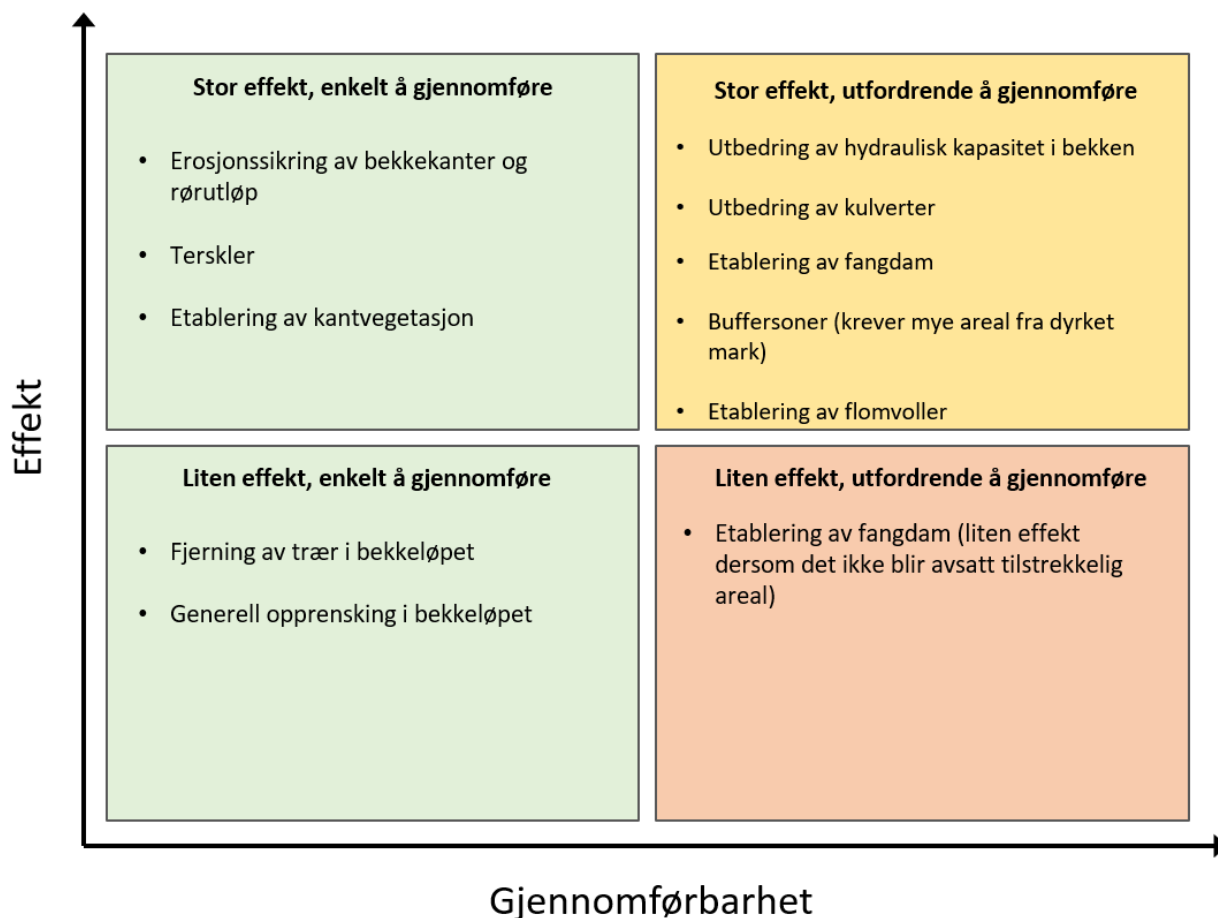 Effekt
Stor effekt, enkelt å gjennomføre
• Erosjonssikring av bekkekanter og
rørutløp
• Terskler
• Etablering av kantvegetasjon
Stor effekt, utfordrende å gjennomføre
• Utbedring av hydraulisk kapasitet i bekken
• Utbedring av kulverter
• Etablering av fangdam
• Buffersoner (krever mye areal fra dyrket
mark)
• Etablering av flomvoller
Liten effekt, enkelt å gjennomføre
• Fjerning av trær i bekkeløpet
• Generell opprensking i bekkeløpet
Liten effekt, utfordrende å gjennomføre
• Etablering av fangdam (liten effekt
dersom det ikke blir avsatt tilstrekkelig
areal)
Gjennomførbarhet